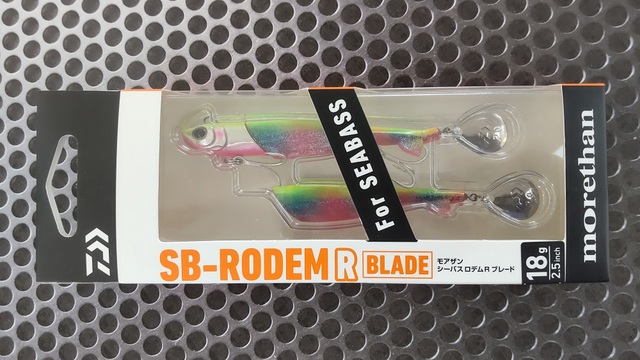 For SEABASS
SB-RODEM R BLADE
モアザン
シーバス ロデム R ブレード
18g
2.5inch
morethan